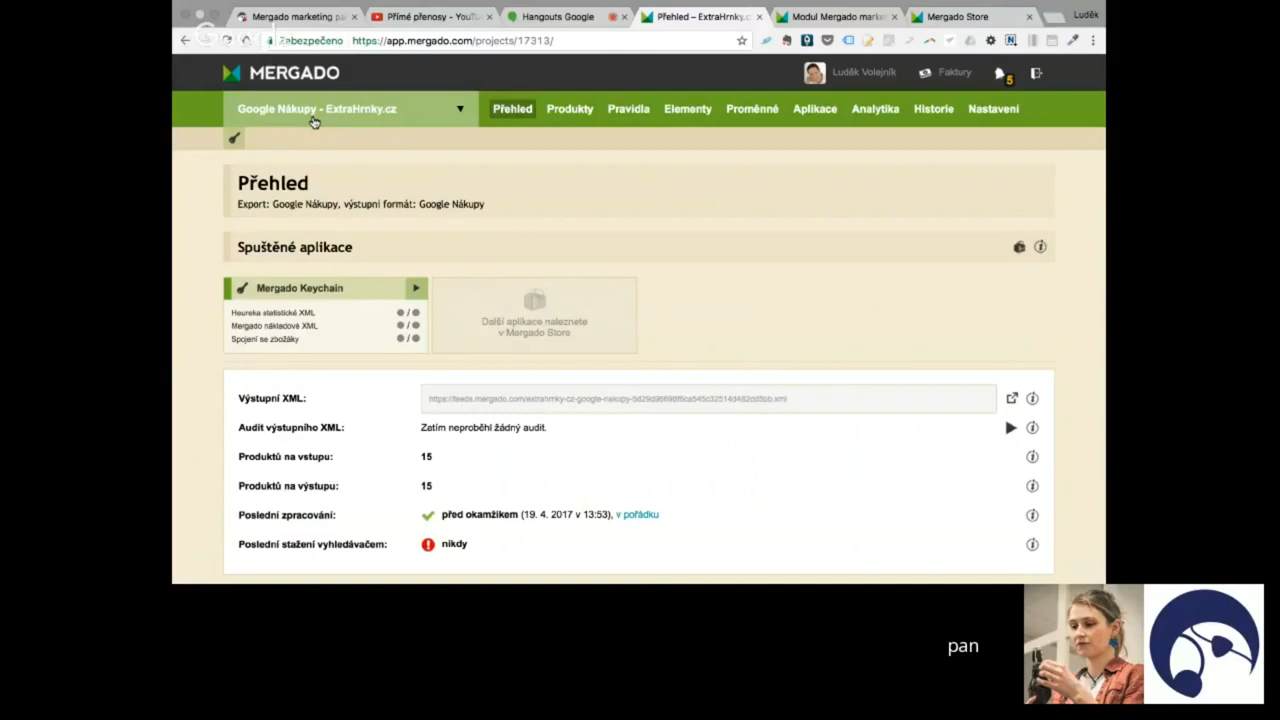 Mergado marketing pa
Přímé přenosy - YouTu
Hangouts Google
Přehled – ExtraHrnky.c
Modul Mergado marke
Mergado Store
Luděk
Zabezpečeno https://app.mergado.com/projects/17313/
MERGADO
Luděk Volejník
Faktury
5
Google Nákupy - ExtraHrnky.cz
Přehled Produkty Pravidla Elementy Proměnné Aplikace Analytika Historie Nastavení
Přehled
Export: Google Nákupy, výstupní formát: Google Nákupy
Spuštěné aplikace
Mergado Keychain
Heureka statistické XML
Mergado nákladové XML
Spojení se zbožáky
Další aplikace naleznete
v Mergado Store
Výstupní XML:
Audit výstupního XML: Zatím neproběhl žádný audit.
Produktů na vstupu: 15
Produktů na výstupu: 15
Poslední zpracování: před okamžikem (19. 4. 2017 v 13:53), v pořádku
Poslední stažení vyhledávačem: nikdy
pan